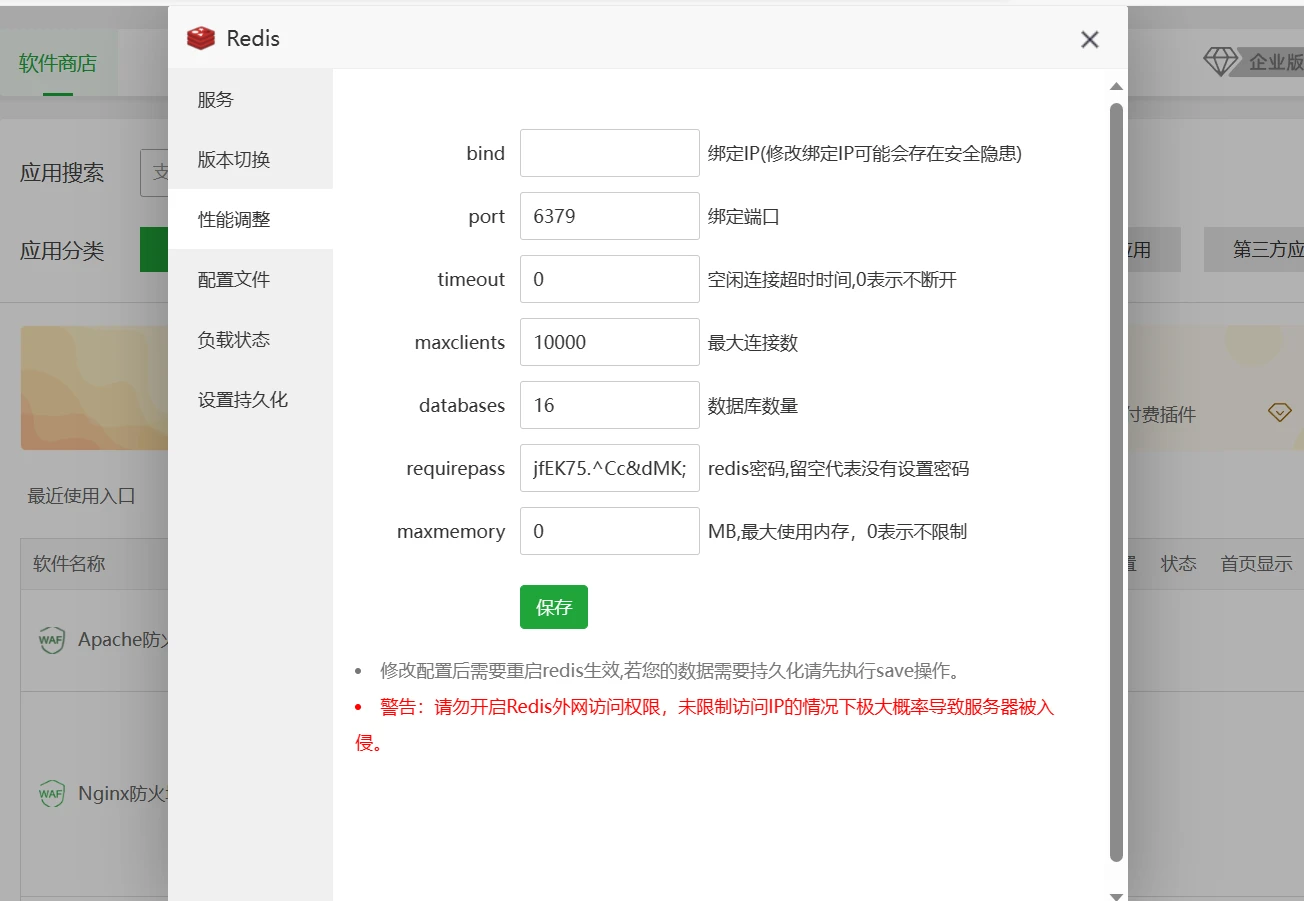 Redis
软件商店
企业版
服务
版本切换
性能调整
配置文件
负载状态
设置持久化
应用搜索
支
应用分类
应用
第三方应
bind
绑定IP(修改绑定IP可能会存在安全隐患)
port 6379 绑定端口
timeout 0 空闲连接超时时间,0表示不断开
maxclients 10000 最大连接数
databases 16 数据库数量
requirepass jfEK75.^Cc&dMK; redis密码,留空代表没有设置密码
maxmemory 0 MB,最大使用内存，0表示不限制
保存
修改配置后需要重启redis生效,若您的数据需要持久化请先执行save操作。
警告：请勿开启Redis外网访问权限，未限制访问IP的情况下极大概率导致服务器被入
侵。
付费插件
最近使用入口
软件名称
置 状态 首页显示
WAF Apache防火
WAF Nginx防火墙